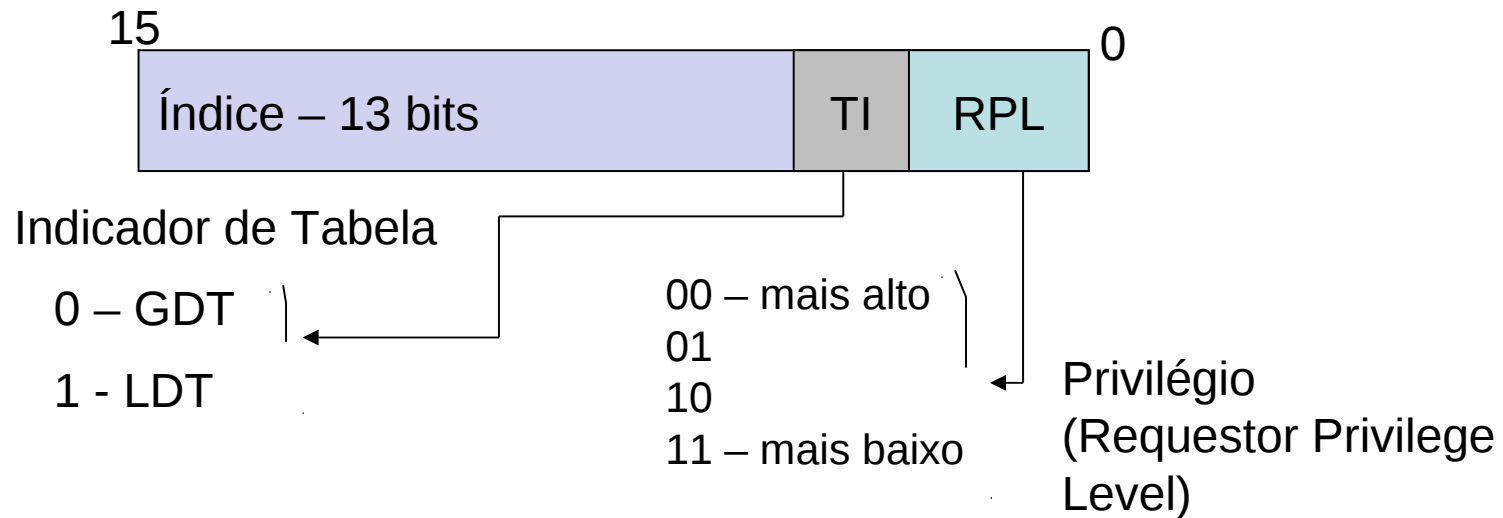 15
0
Índice – 13 bits
TI
RPL
Indicador de Tabela
0 – GDT
1 - LDT
00 – mais alto
01
10
11 – mais baixo
Privilégio
(Requestor Privilege
Level)